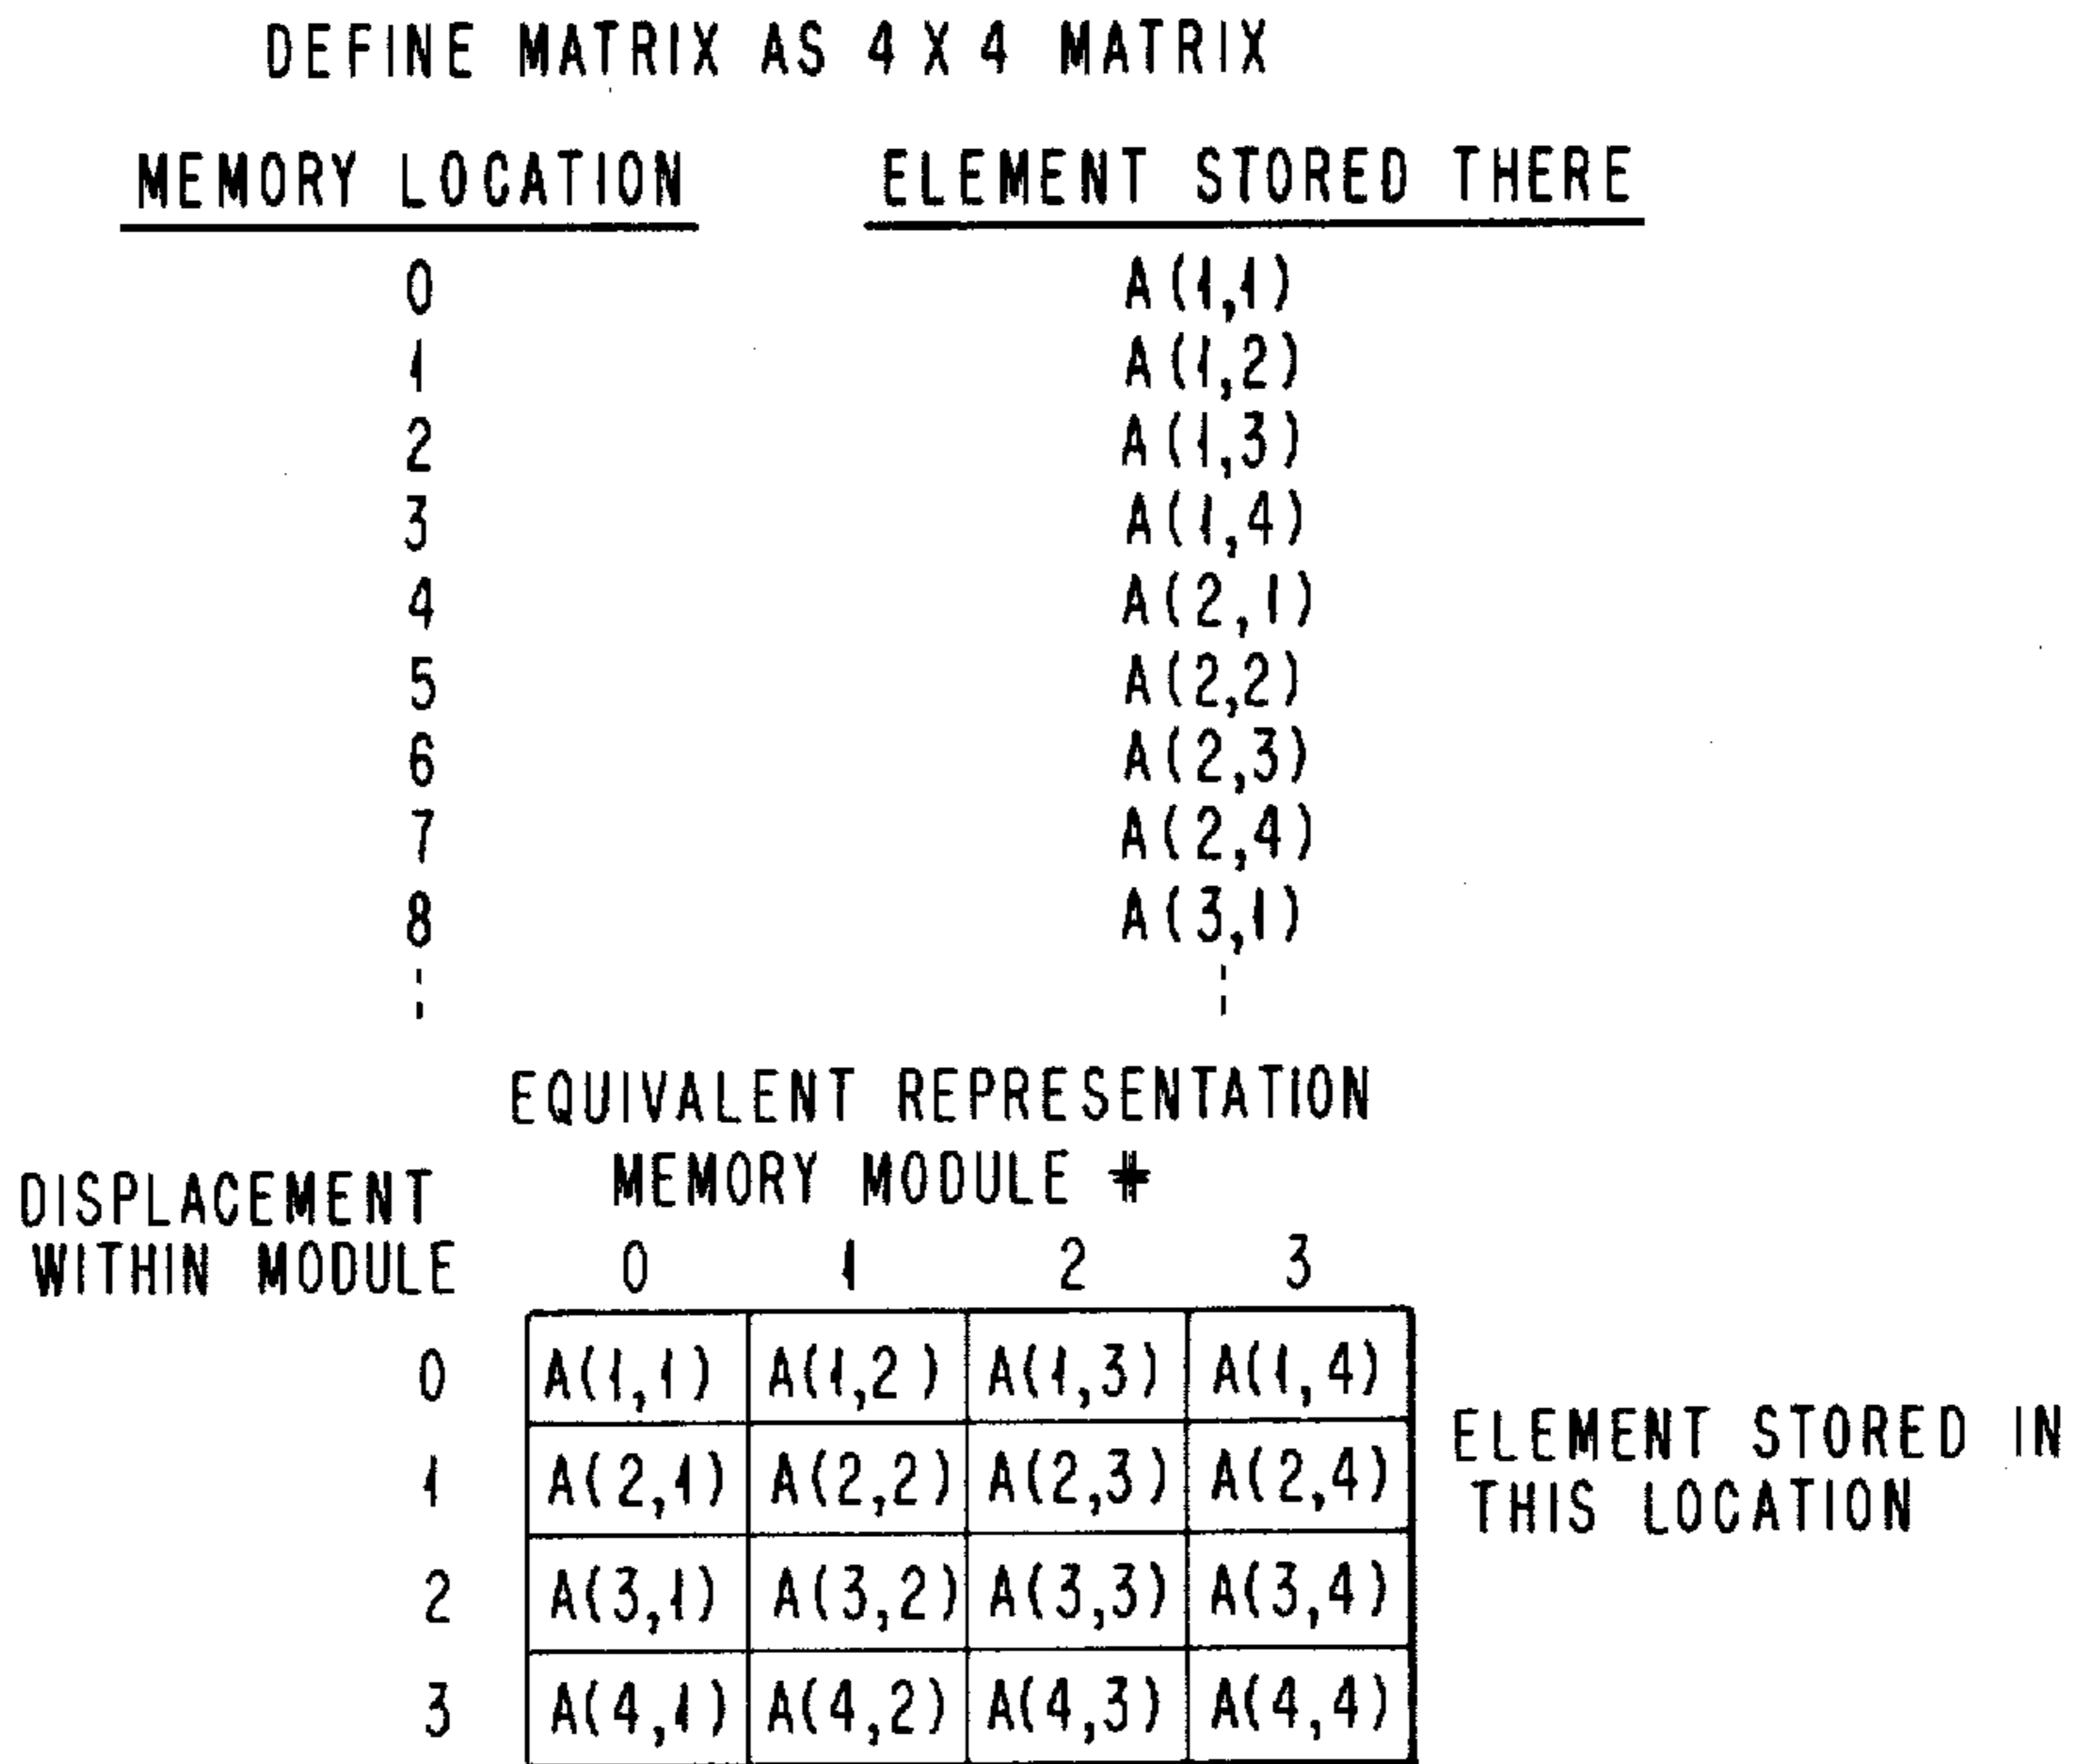 DEFINE MATRIX AS 4 X 4 MATRIX
MEMORY LOCATION ELEMENT STORED THERE
0 A(1,1)
1 A(1,2)
2 A(1,3)
3 A(1,4)
4 A(2,1)
5 A(2,2)
6 A(2,3)
7 A(2,4)
8 A(3,1)
EQUIVALENT REPRESENTATION
MEMORY MODULE #
DISPLACEMENT
WITHIN MODULE 0 1 2 3
0 A(1,1) A(1,2) A(1,3) A(1,4)
1 A(2,1) A(2,2) A(2,3) A(2,4)
2 A(3,1) A(3,2) A(3,3) A(3,4)
3 A(4,1) A(4,2) A(4,3) A(4,4)
ELEMENT STORED IN
THIS LOCATION